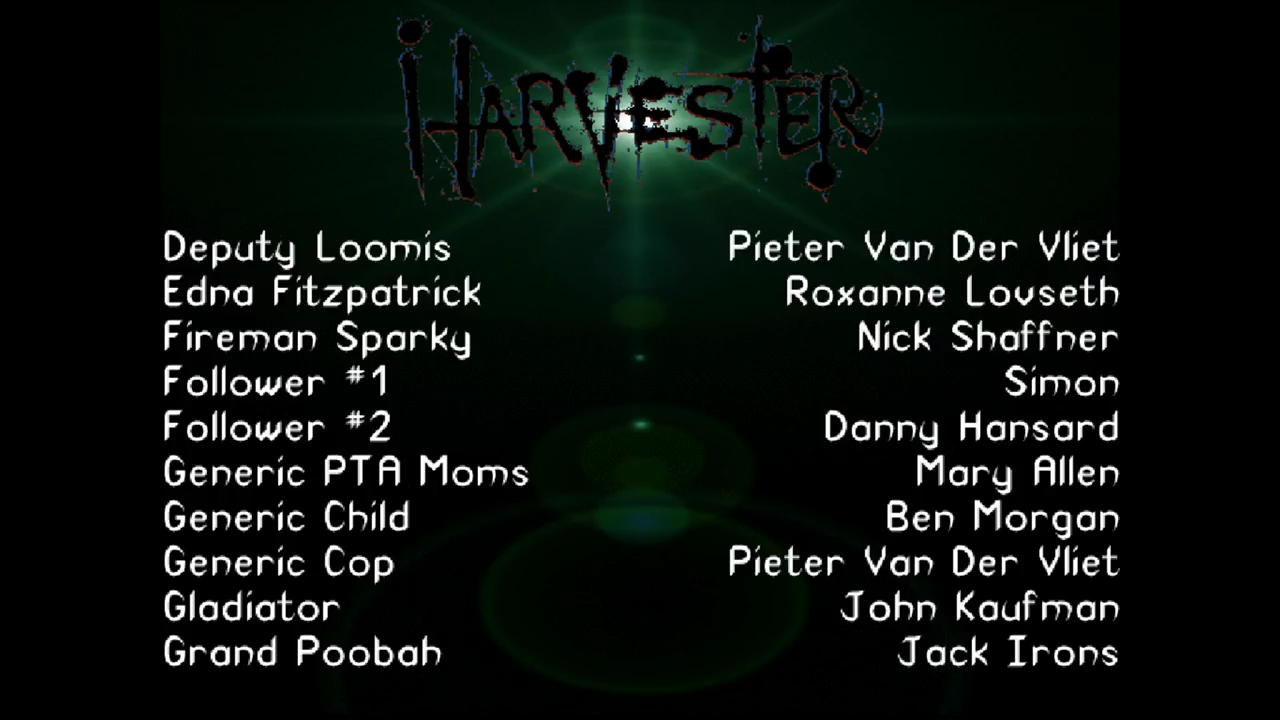 HARVESTER
Deputy Loomis Pieter Van Der Vliet
Edna Fitzpatrick Roxanne Lovseth
Fireman Sparky Nick Shaffner
Follower #1 Simon
Follower #2 Danny Hansard
Generic PTA Moms Mary Allen
Generic Child Ben Morgan
Generic Cop Pieter Van Der Vliet
Gladiator John Kaufman
Grand Poobah Jack Irons